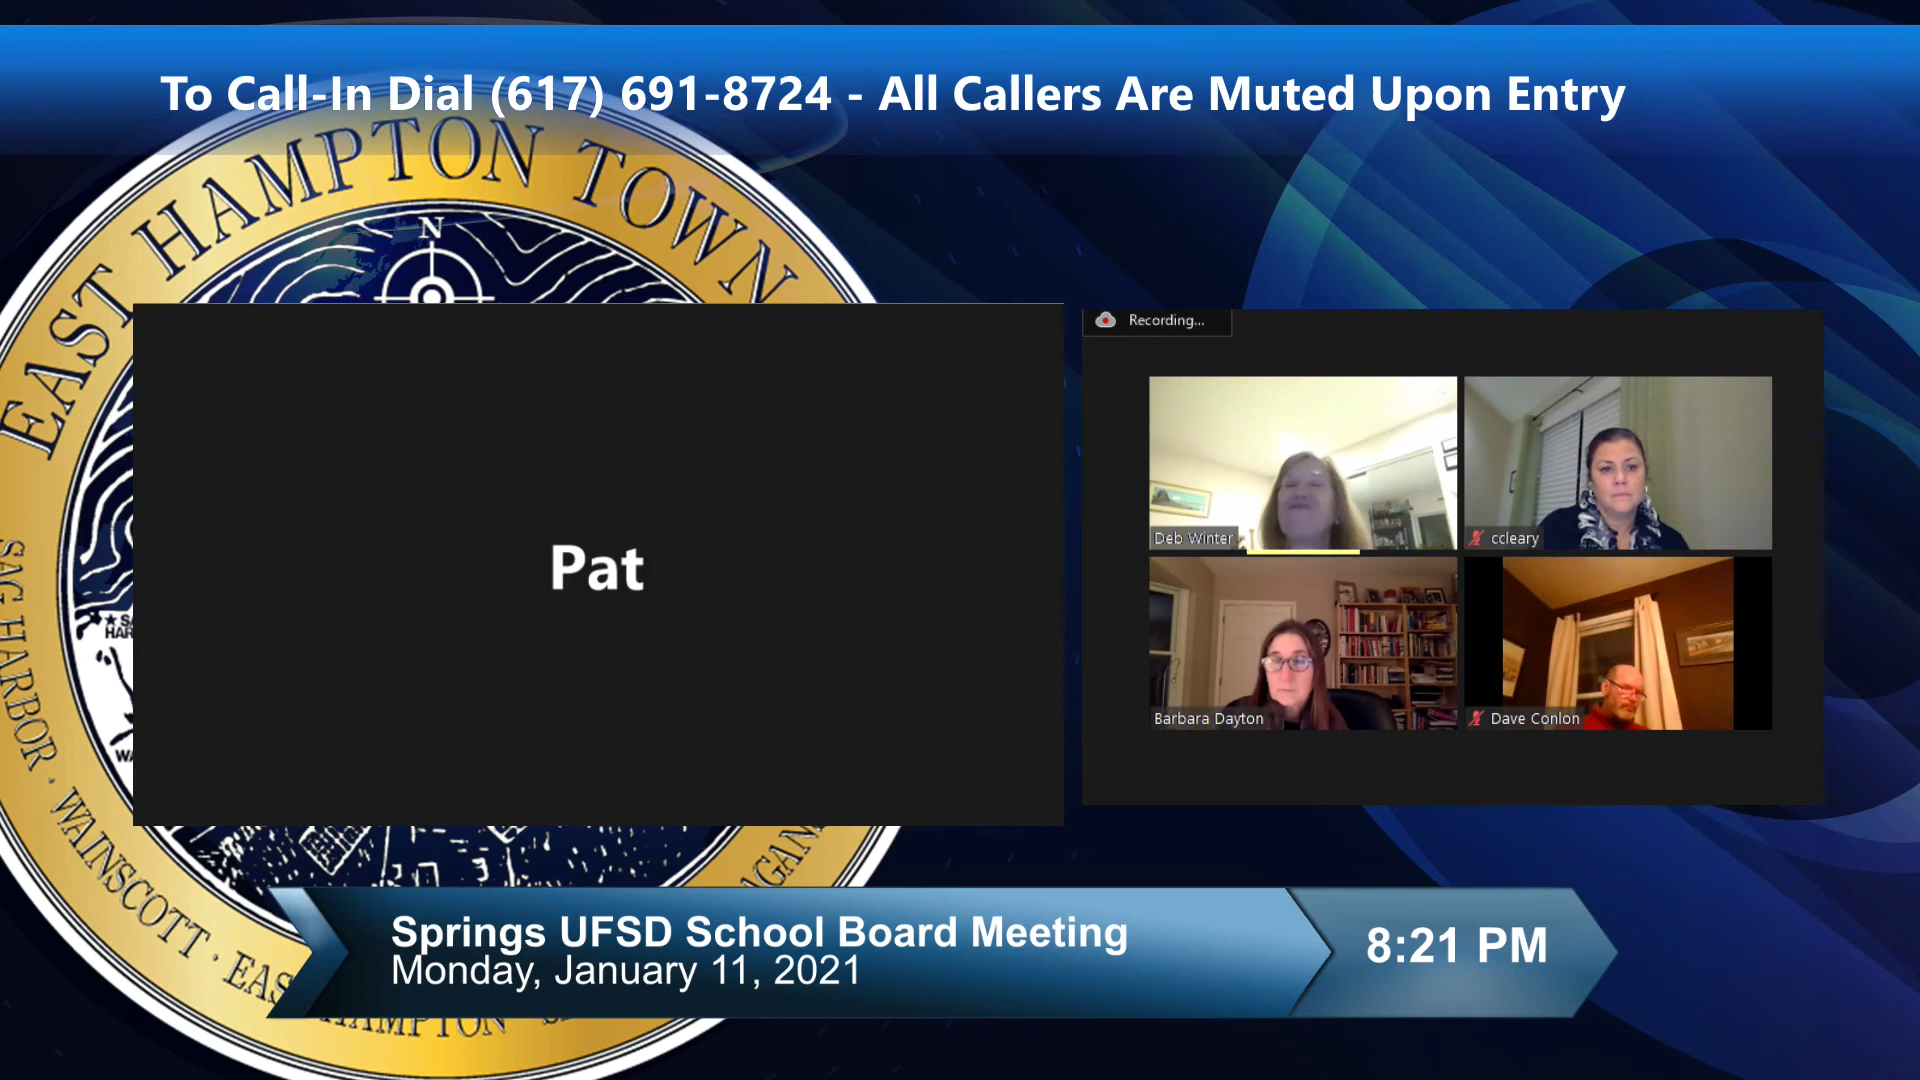 To Call-In Dial (617) 691-8724 - All Callers Are Muted Upon Entry
EAST HAMPTON TOWN
N
Recording...
Pat
Deb Winter
ccleary
Barbara Dayton
Dave Conlon
SAG HARBOR · WAINSCOTT ·
Springs UFSD School Board Meeting
Monday, January 11, 2021
8:21 PM